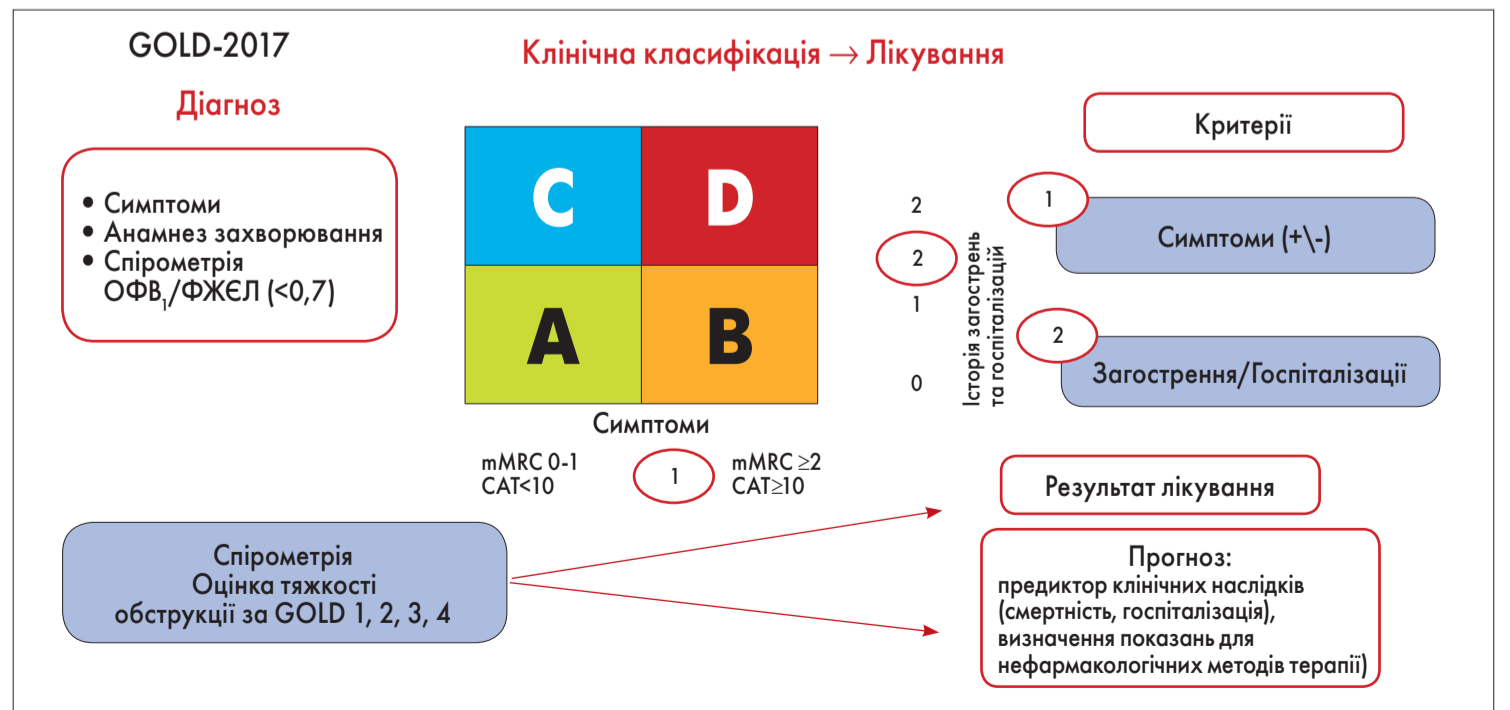 GOLD-2017
Клінічна класифікація → Лікування
Діагноз
• Симптоми
• Анамнез захворювання
• Спірометрія
ОФВ₁/ФЖЄЛ (<0,7)
C
D
A
B
Симптоми
mMRC 0-1
CAT<10
1
mMRC ≥2
CAT≥10
2
2
1
0
Історія загострень
та госпіталізацій
Критерії
1
Симптоми (+\-)
2
Загострення/Госпіталізації
Спірометрія
Оцінка тяжкості
обструкції за GOLD 1, 2, 3, 4
Результат лікування
Прогноз:
предиктор клінічних наслідків
(смертність, госпіталізація),
визначення показань для
нефармакологічних методів терапії)